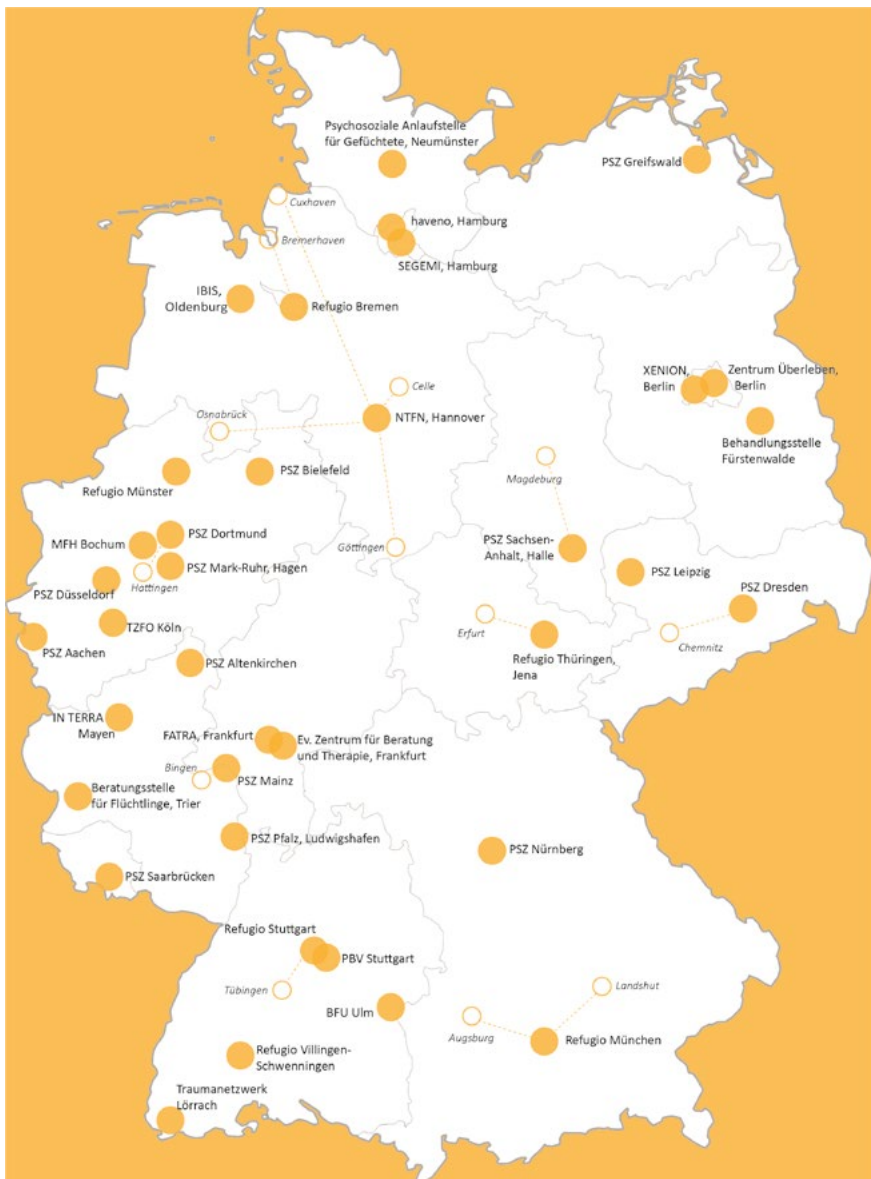 Psychosoziale Anlaufstelle
für Gefüchtete, Neumünster
PSZ Greifswald
Cuxhaven
haveno, Hamburg
Bremerhaven
SEGEMI, Hamburg
IBIS,
Oldenburg
Refugio Bremen
XENION,
Berlin
Zentrum Überleben,
Berlin
Celle
NTFN, Hannover
Osnabrück
Behandlungsstelle
Fürstenwalde
PSZ Bielefeld
Refugio Münster
Magdeburg
PSZ Dortmund
MFH Bochum
Göttingen
PSZ Sachsen-
Anhalt, Halle
PSZ Mark-Ruhr, Hagen
Hattingen
PSZ Leipzig
PSZ Düsseldorf
PSZ Dresden
TZFO Köln
Erfurt
Chemnitz
PSZ Aachen
Refugio Thüringen,
Jena
PSZ Altenkirchen
IN TERRA
Mayen
FATRA, Frankfurt
Ev. Zentrum für Beratung
und Therapie, Frankfurt
Bingen
PSZ Mainz
Beratungsstelle
für Flüchtlinge, Trier
PSZ Pfalz, Ludwigshafen
PSZ Nürnberg
PSZ Saarbrücken
Refugio Stuttgart
PBV Stuttgart
Tübingen
Landshut
BFU Ulm
Augsburg
Refugio München
Refugio Villingen-
Schwenningen
Traumanetzwerk
Lörrach